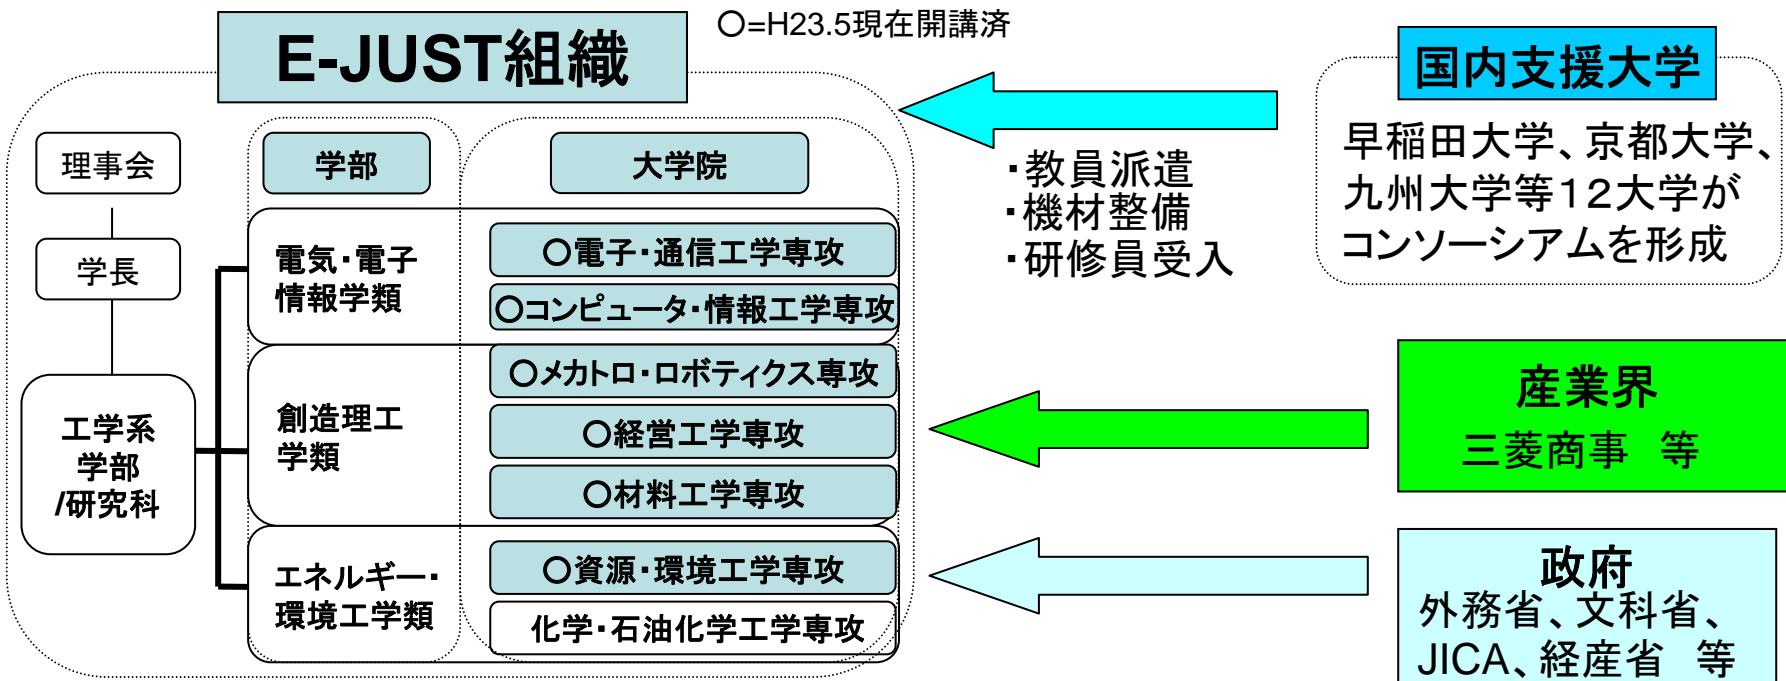 E-JUST組織
○=H23.5現在開講済
理事会
学長
工学系
学部
/研究科
学部
大学院
電気・電子
情報学類
○電子・通信工学専攻
○コンピュータ・情報工学専攻
創造理工
学類
○メカトロ・ロボティクス専攻
○経営工学専攻
○材料工学専攻
エネルギー・
環境工学類
○資源・環境工学専攻
化学・石油化学工学専攻
・教員派遣
・機材整備
・研修員受入
国内支援大学
早稲田大学、京都大学、
九州大学等12大学が
コンソーシアムを形成
産業界
三菱商事　等
政府
外務省、文科省、
JICA、経産省　等